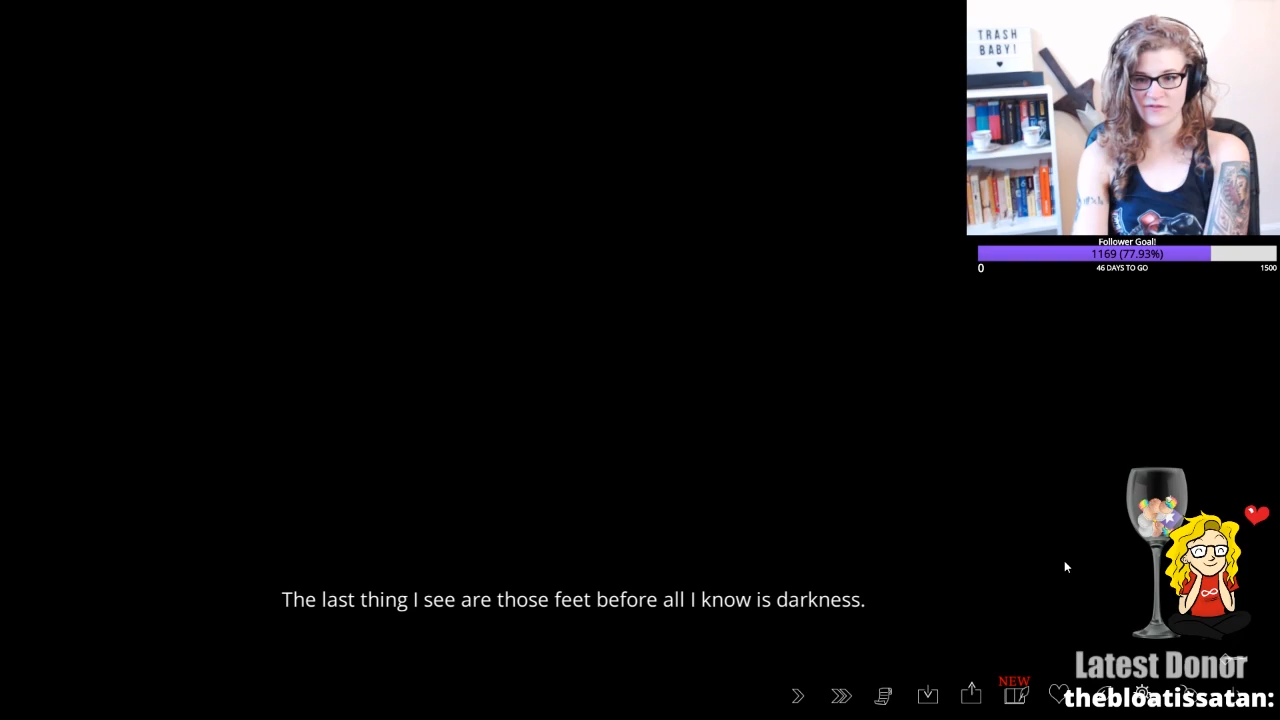 TRASH
BABY!
Follower Goal!
1169 (77.93%)
0
46 DAYS TO GO
1500
The last thing I see are those feet before all I know is darkness.
NEW
Latest Donor
thebloatissatan: